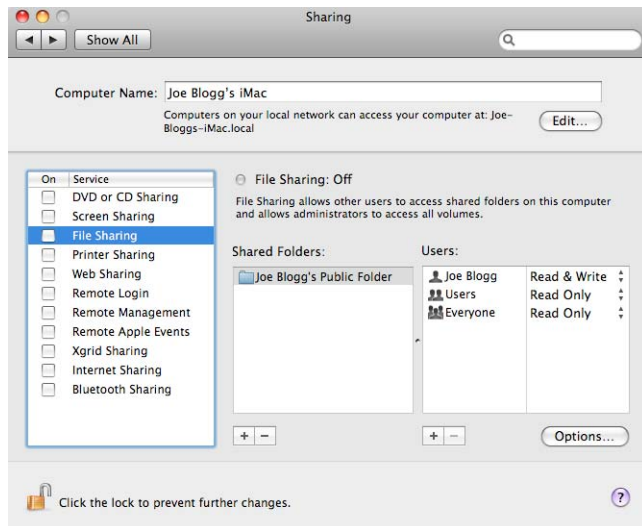 Sharing
Show All
Computer Name: Joe Blogg's iMac
Computers on your local network can access your computer at: Joe-
Bloggs-iMac.local
Edit...
On Service
DVD or CD Sharing
Screen Sharing
File Sharing
Printer Sharing
Web Sharing
Remote Login
Remote Management
Remote Apple Events
Xgrid Sharing
Internet Sharing
Bluetooth Sharing
File Sharing: Off
File Sharing allows other users to access shared folders on this computer
and allows administrators to access all volumes.
Shared Folders:
Joe Blogg's Public Folder
Users:
Joe Blogg Read & Write
Users Read Only
Everyone Read Only
+ −
+ −
Options...
Click the lock to prevent further changes.
?